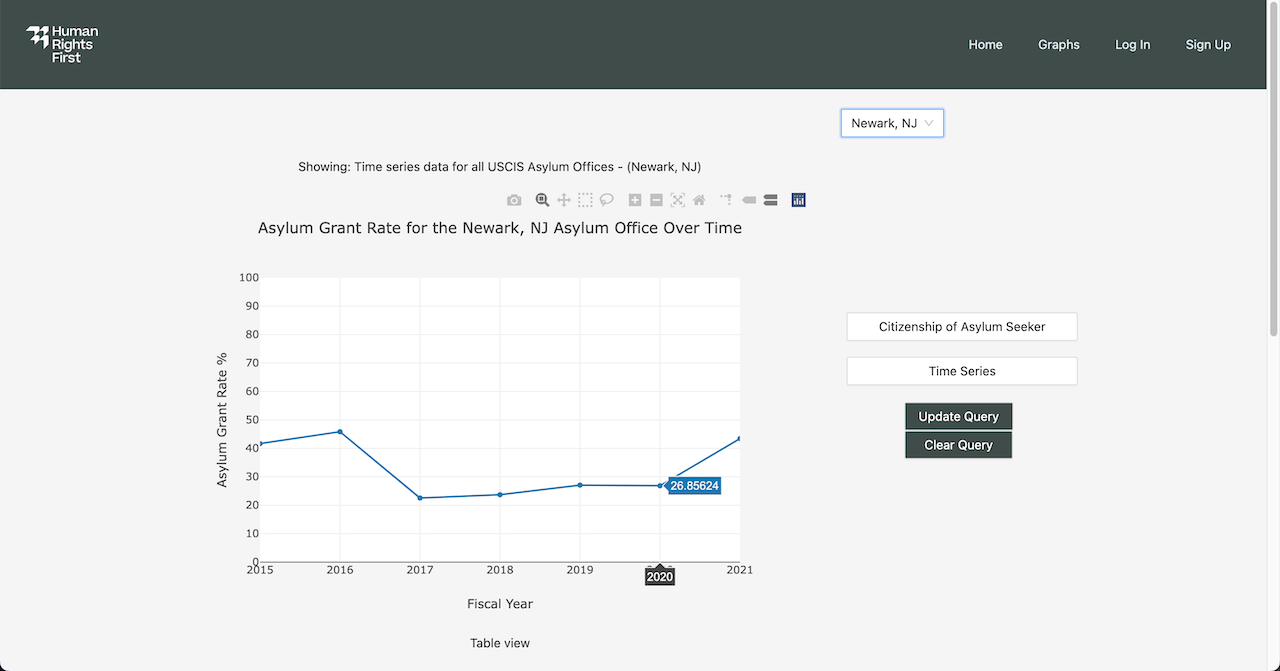 Human
Rights
First
Home
Graphs
Log In
Sign Up
Newark, NJ
Showing: Time series data for all USCIS Asylum Offices - (Newark, NJ)
Asylum Grant Rate for the Newark, NJ Asylum Office Over Time
100
90
80
70
60
50
40
30
20
10
0
Asylum Grant Rate %
26.85624
2015
2016
2017
2018
2019
2020
2021
Fiscal Year
Table view
Citizenship of Asylum Seeker
Time Series
Update Query
Clear Query